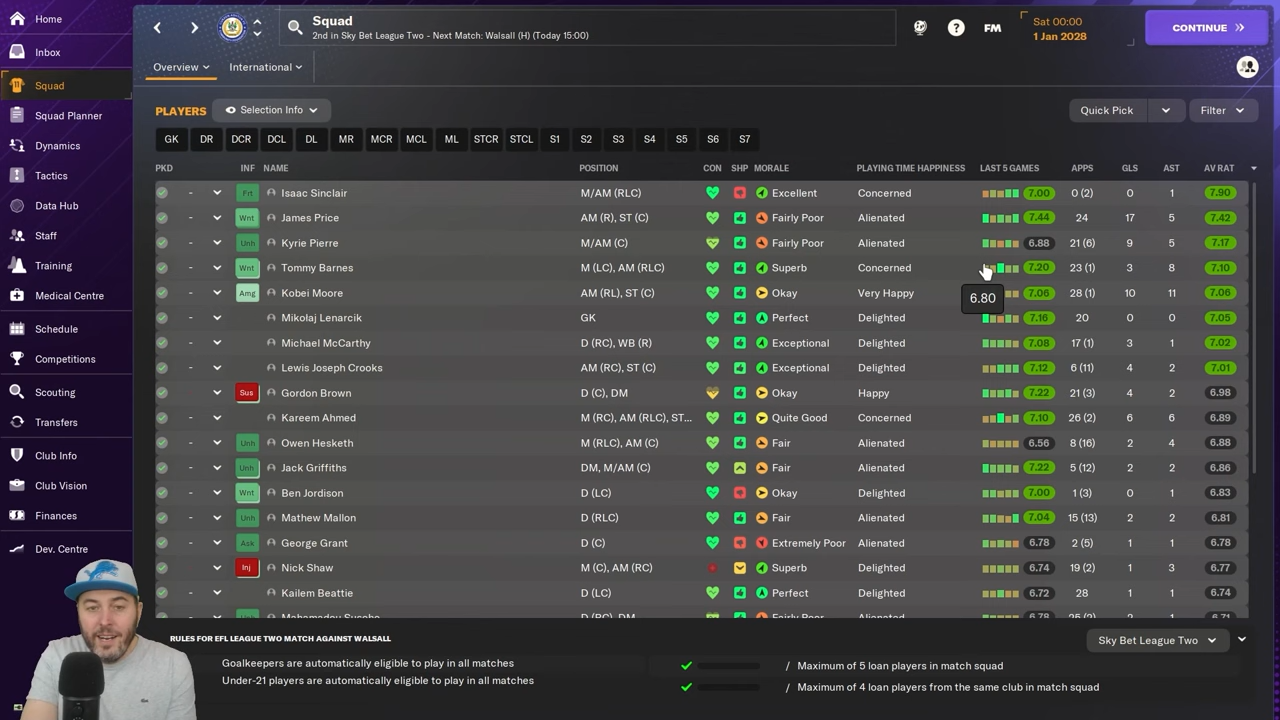 Home
Inbox
Squad
Squad Planner
Dynamics
Tactics
Data Hub
Staff
Training
Medical Centre
Schedule
Competitions
Scouting
Transfers
Club Info
Club Vision
Finances
Dev. Centre
Squad
2nd in Sky Bet League Two - Next Match: Walsall (H) (Today 15:00)
? FM
Sat 00:00
1 Jan 2028
CONTINUE
Overview International
PLAYERS Selection Info Quick Pick Filter
GK DR DCR DCL DL MR MCR MCL ML STCR STCL S1 S2 S3 S4 S5 S6 S7
PKD INF NAME POSITION CON SHP MORALE PLAYING TIME HAPPINESS LAST 5 GAMES APPS GLS AST AV RAT
- Frt Isaac Sinclair M/AM (RLC) Excellent Concerned 7.00 0 (2) 0 1 7.90
- Wnt James Price AM (R), ST (C) Fairly Poor Alienated 7.44 24 17 5 7.42
- Unh Kyrie Pierre M/AM (C) Fairly Poor Alienated 6.88 21 (6) 9 5 7.17
- Wnt Tommy Barnes M (LC), AM (RLC) Superb Concerned 7.20 23 (1) 3 8 7.10
- Amg Kobei Moore AM (RL), ST (C) Okay Very Happy 7.06 28 (1) 10 11 7.06
6.80
- Mikolaj Lenarcik GK Perfect Delighted 7.16 20 0 0 7.05
- Michael McCarthy D (RC), WB (R) Exceptional Delighted 7.08 17 (1) 3 1 7.02
- Lewis Joseph Crooks AM (RC), ST (C) Exceptional Delighted 7.12 6 (11) 4 2 7.01
- Sus Gordon Brown D (C), DM Okay Happy 7.22 21 (3) 4 2 6.98
- Kareem Ahmed M (RC), AM (RLC), ST... Quite Good Concerned 7.10 26 (2) 6 6 6.89
- Unh Owen Hesketh M (RLC), AM (C) Fair Alienated 6.56 8 (16) 2 4 6.88
- Unh Jack Griffiths DM, M/AM (C) Fair Alienated 7.22 5 (12) 2 2 6.86
- Wnt Ben Jordison D (LC) Okay Delighted 7.00 1 (3) 0 1 6.83
- Unh Mathew Mallon D (RLC) Fair Alienated 7.04 15 (13) 2 2 6.81
- Ask George Grant D (C) Extremely Poor Alienated 6.78 2 (5) 1 1 6.78
- Inj Nick Shaw M (C), AM (RC) Superb Delighted 6.74 19 (2) 1 3 6.77
- Kailem Beattie D (LC) Perfect Delighted 6.72 28 1 1 6.74
RULES FOR EFL LEAGUE TWO MATCH AGAINST WALSALL
Sky Bet League Two
Goalkeepers are automatically eligible to play in all matches
Under-21 players are automatically eligible to play in all matches
/ Maximum of 5 loan players in match squad
/ Maximum of 4 loan players from the same club in match squad